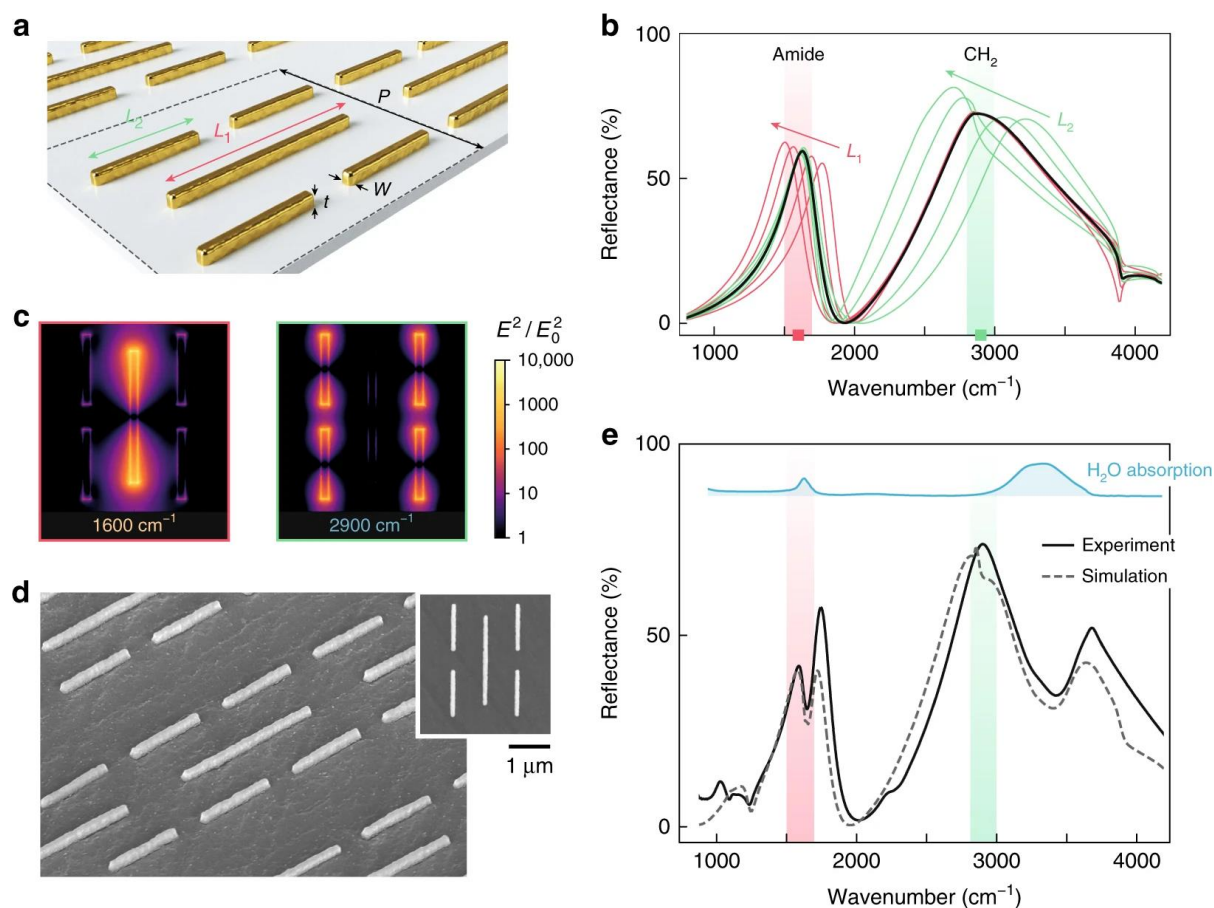 a
L2
L1
P
W
t
b
100
50
0
Reflectance (%)
Amide
CH2
L1
L2
1000
2000
3000
4000
Wavenumber (cm−1)
c
1600 cm−1
2900 cm−1
E2 / E02
10,000
1000
100
10
1
d
1 μm
e
100
50
0
Reflectance (%)
H2O absorption
Experiment
Simulation
1000
2000
3000
4000
Wavenumber (cm−1)